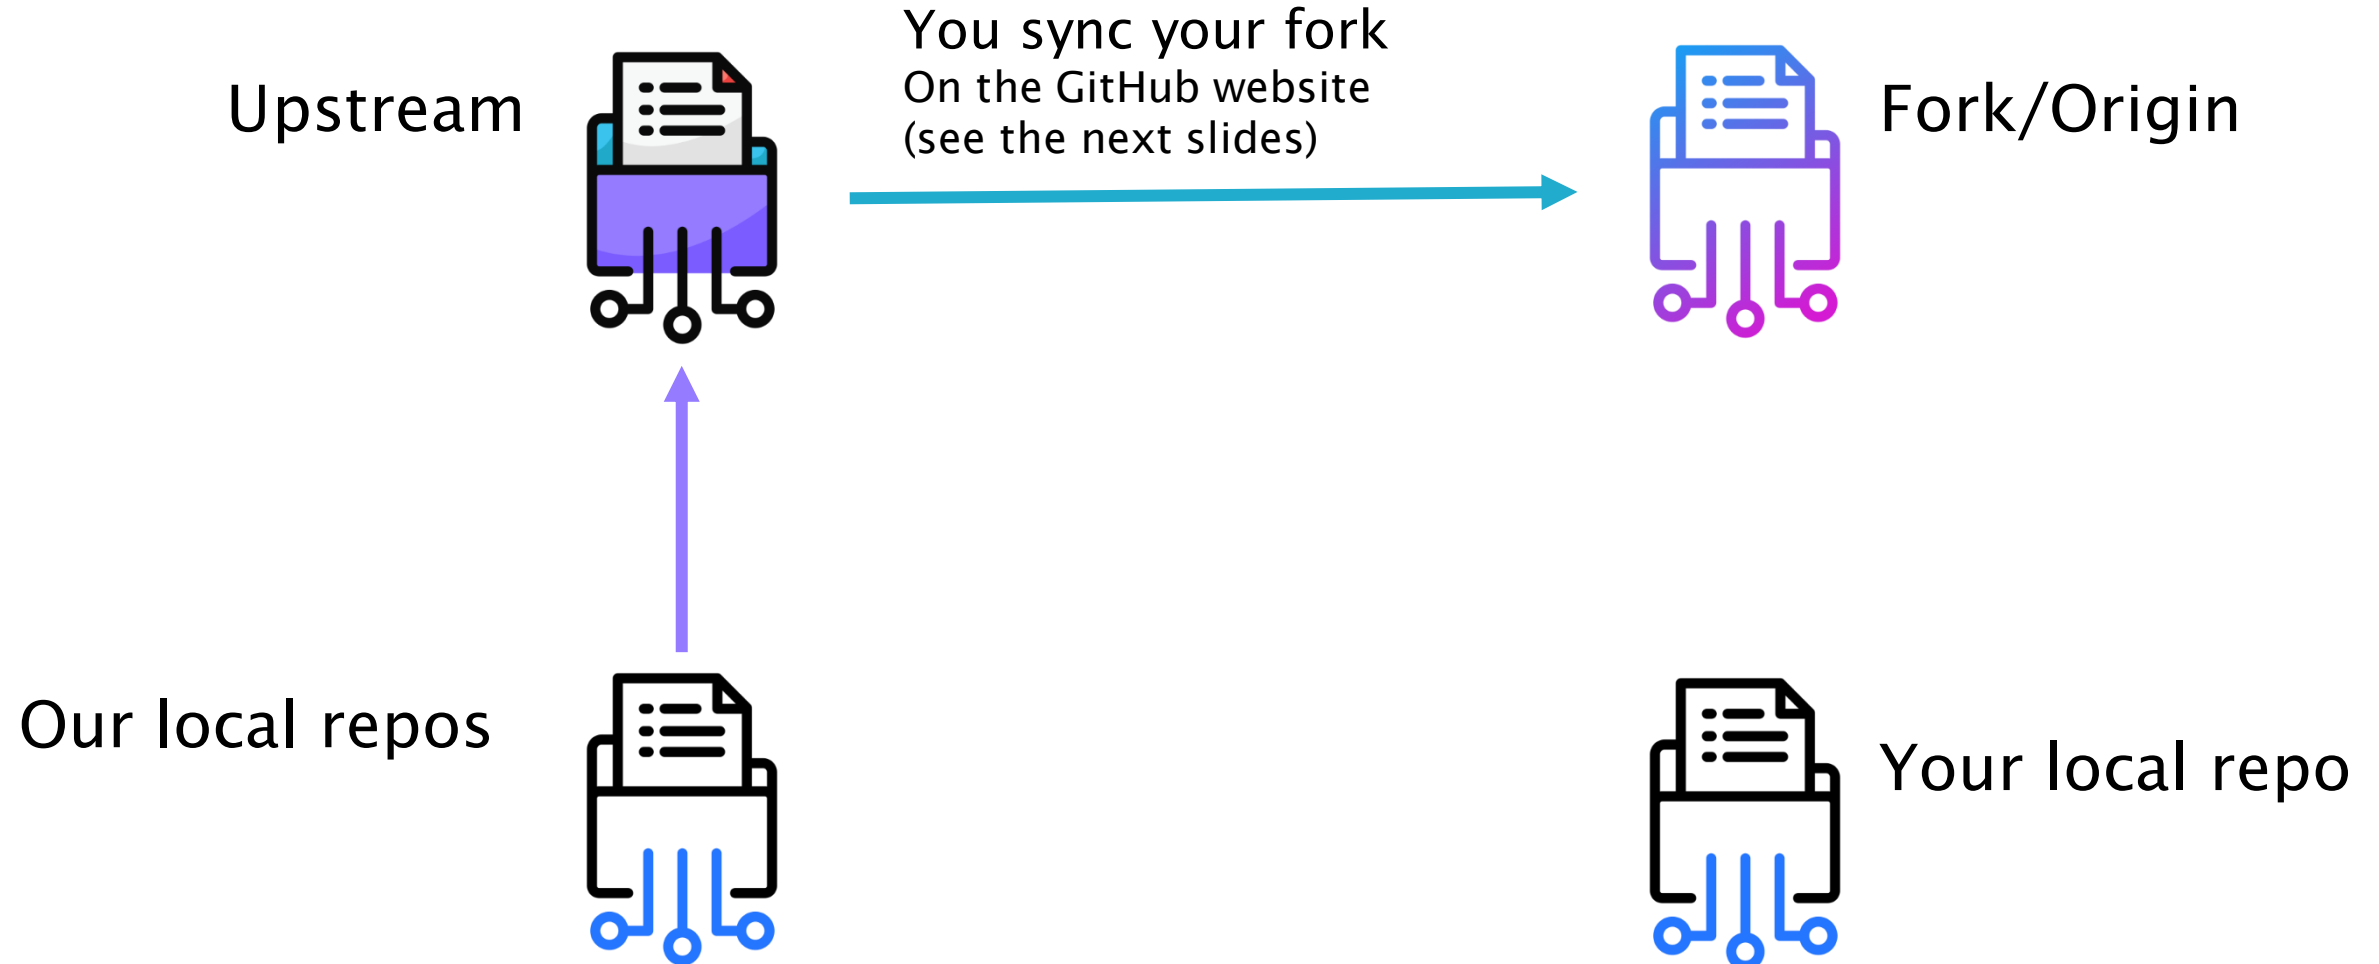 Upstream
You sync your fork
On the GitHub website
(see the next slides)
Fork/Origin
Our local repos
Your local repo